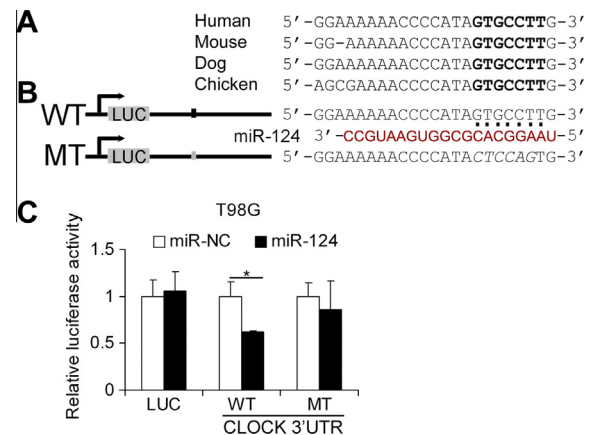 A
Human 5′-GGAAAAAACCCCATAGTGCCTTG-3′
Mouse 5′-GG-AAAAACCCCATAGTGCCTTG-3′
Dog 5′-GGAAAAAACCCCATAGTGCCTTG-3′
Chicken 5′-AGCGAAAAACCCCATAGTGCCTTG-3′
B
WT LUC 5′-GGAAAAAACCCCATAGTGCCTTG-3′
miR-124 3′-CCGUAAGUGGCGCACGGAAU-5′
MT LUC 5′-GGAAAAAACCCCATACTCCAGTG-3′
C
T98G
miR-NC miR-124
Relative luciferase activity
1.5
1
0.5
0
*
LUC WT MT
CLOCK 3'UTR